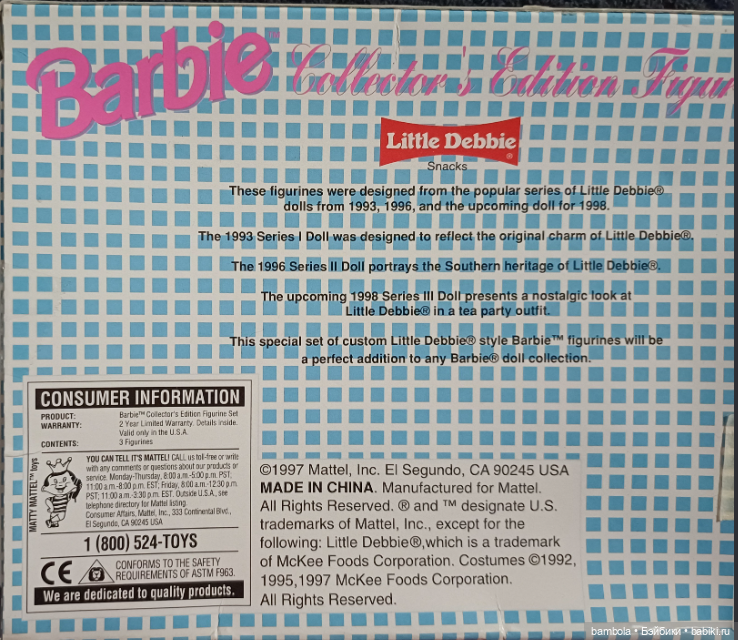 Barbie™ Collector's Edition Figur
Little Debbie®
Snacks
These figurines were designed from the popular series of Little Debbie®
dolls from 1993, 1996, and the upcoming doll for 1998.
The 1993 Series I Doll was designed to reflect the original charm of Little Debbie®.
The 1996 Series II Doll portrays the Southern heritage of Little Debbie®.
The upcoming 1998 Series III Doll presents a nostalgic look at
Little Debbie® in a tea party outfit.
This special set of custom Little Debbie® style Barbie™ figurines will be
a perfect addition to any Barbie® doll collection.
CONSUMER INFORMATION
PRODUCT: Barbie™ Collector's Edition Figurine Set
WARRANTY: 2 Year Limited Warranty. Details inside.
Valid only in the U.S.A.
CONTENTS: 3 Figurines
MATTY MATTEL™ toys
YOU CAN TELL IT'S MATTEL! CALL us toll-free or write
with any comments or questions about our products or
service. Monday-Thursday, 8:00 a.m.-5:00 p.m. PST;
11:00 a.m.-8:00 p.m. EST; Friday, 8:00 a.m.-12:30 p.m.
PST; 11:00 a.m.-3:30 p.m. EST. Outside U.S.A., see
telephone directory for Mattel listing.
Consumer Affairs, Mattel, Inc., 333 Continental Blvd.,
El Segundo, CA 90245 USA
1 (800) 524-TOYS
CE CONFORMS TO THE SAFETY
REQUIREMENTS OF ASTM F963.
We are dedicated to quality products.
©1997 Mattel, Inc. El Segundo, CA 90245 USA
MADE IN CHINA. Manufactured for Mattel.
All Rights Reserved. ® and ™ designate U.S.
trademarks of Mattel, Inc., except for the
following: Little Debbie®,which is a trademark
of McKee Foods Corporation. Costumes ©1992,
1995,1997 McKee Foods Corporation.
All Rights Reserved.
bambola • Бэйбики • babiki.ru